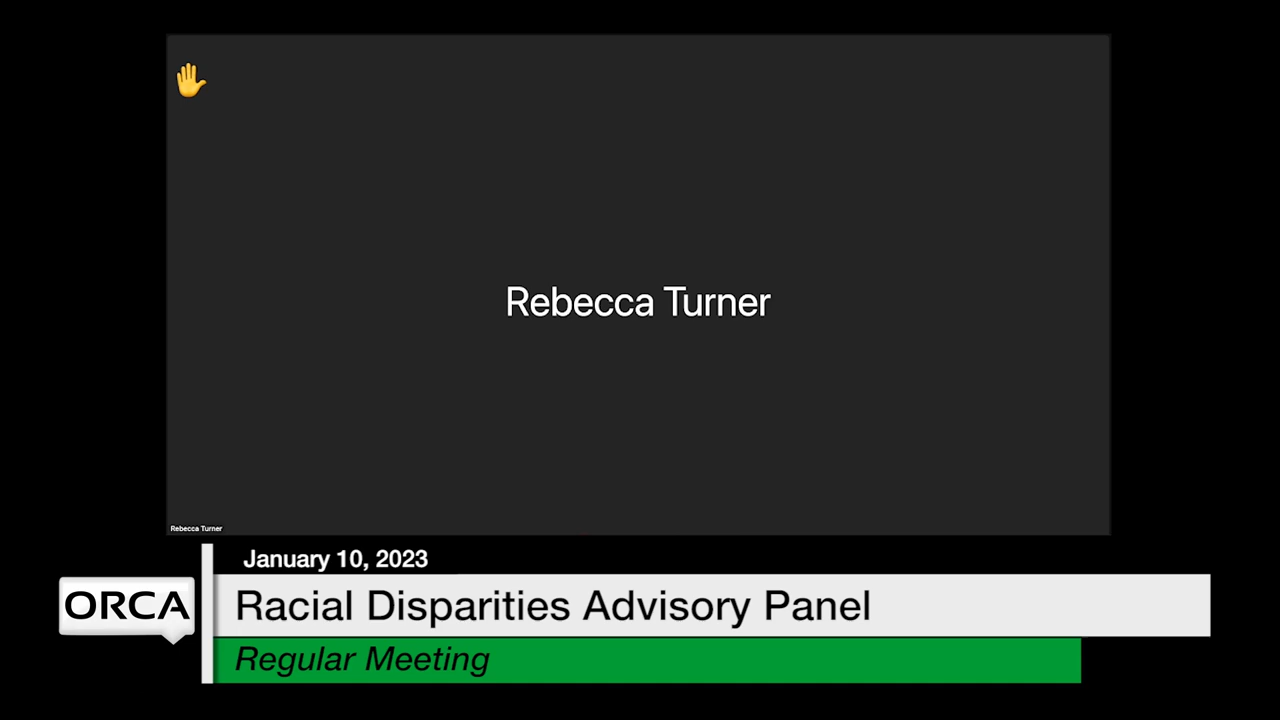 Rebecca Turner
Rebecca Turner
January 10, 2023
ORCA
Racial Disparities Advisory Panel
Regular Meeting